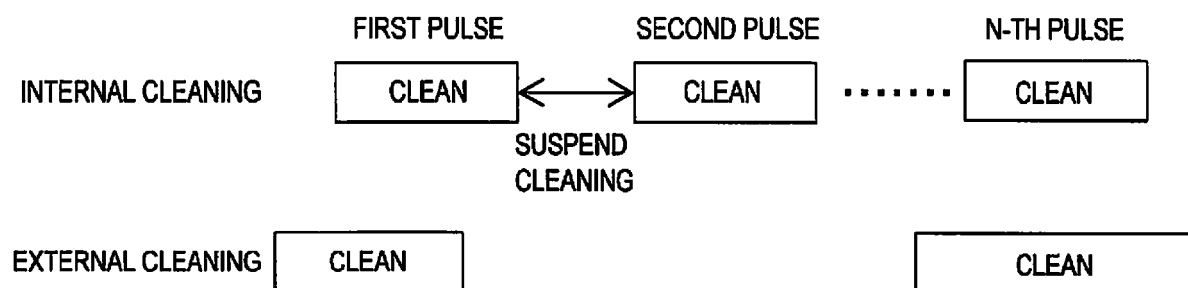 FIRST PULSE SECOND PULSE N-TH PULSE
INTERNAL CLEANING CLEAN CLEAN CLEAN
SUSPEND
CLEANING
EXTERNAL CLEANING CLEAN CLEAN